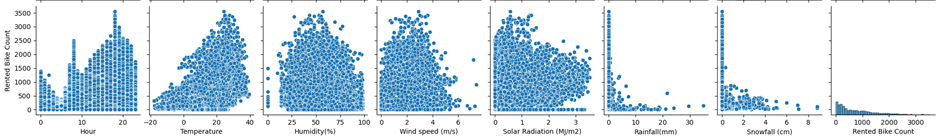 Rented Bike Count
3500
3000
2500
2000
1500
1000
500
0
0 10 20
Hour
−20 0 20 40
Temperature
0 25 50 75 100
Humidity(%)
0 2 4 6
Wind speed (m/s)
0 1 2 3
Solar Radiation (MJ/m2)
0 10 20 30
Rainfall(mm)
0 2 4 6 8
Snowfall (cm)
0 1000 2000 3000
Rented Bike Count